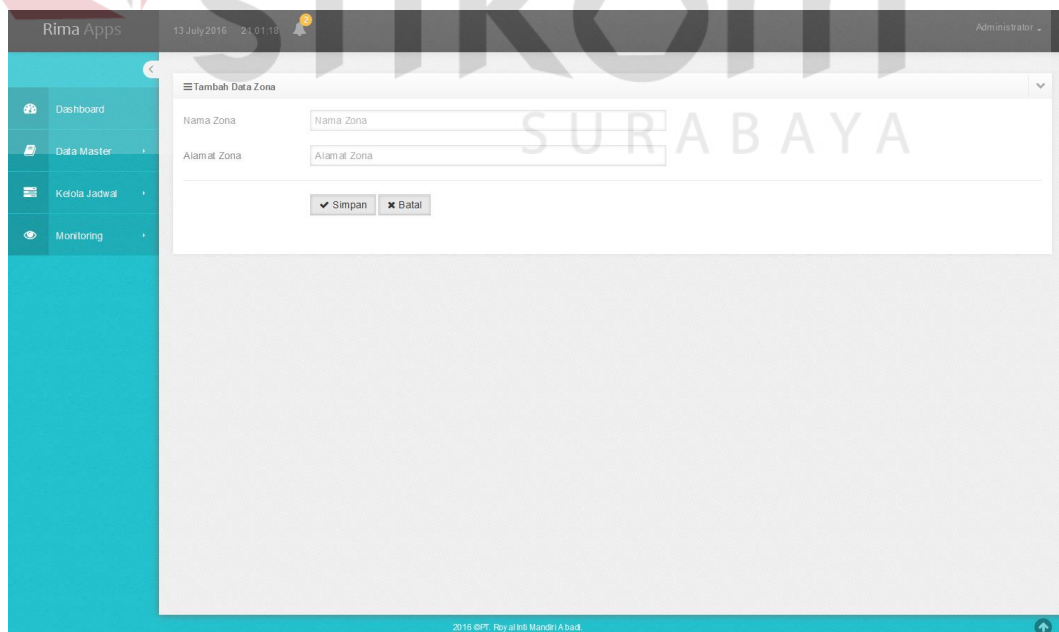 stikom
SURABAYA
Rima Apps
13 July 2016 21:01:18
2
Administrator
Tambah Data Zona
Dashboard
Data Master
Kelola Jadwal
Monitoring
Nama Zona
Nama Zona
Alamat Zona
Alamat Zona
Simpan
Batal
2016 ©PT. Royal Inti Mandiri Abadi.